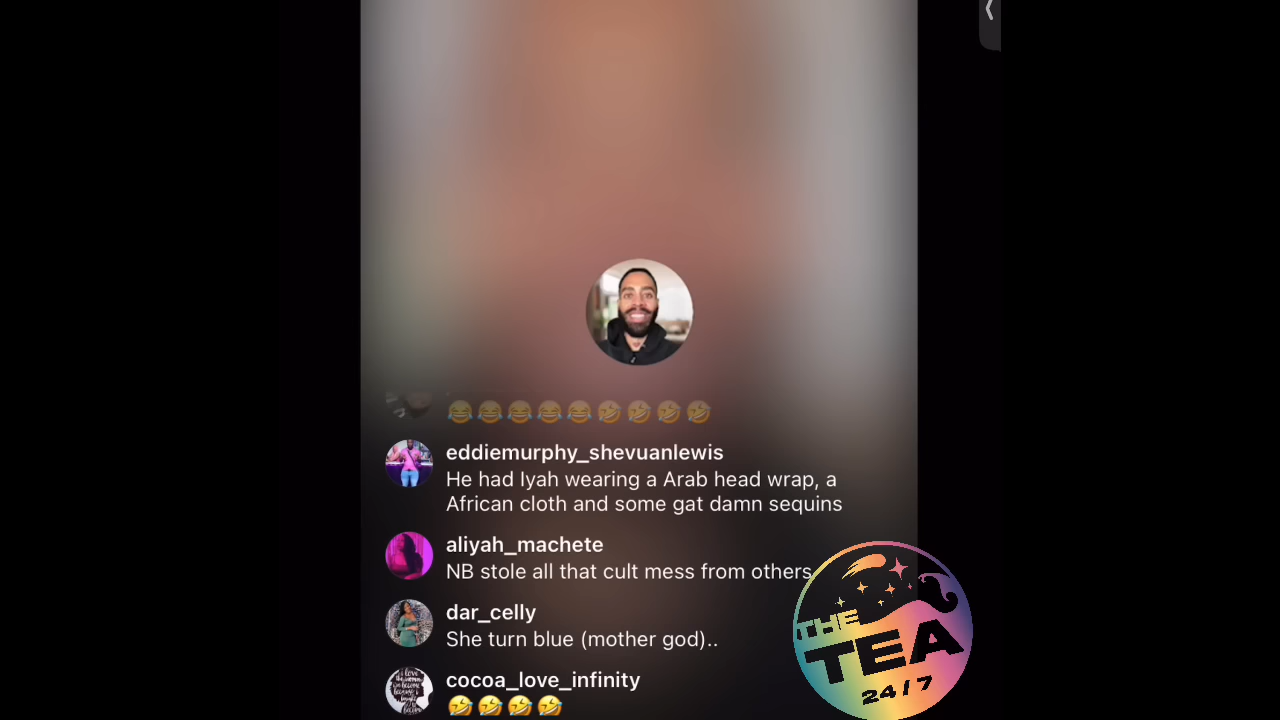 😂😂😂😂😂🤣🤣🤣🤣
eddiemurphy_shevuanlewis
He had Iyah wearing a Arab head wrap, a
African cloth and some gat damn sequins
aliyah_machete
NB stole all that cult mess from others
dar_celly
She turn blue (mother god)..
cocoa_love_infinity
🤣🤣🤣🤣
THE
TEA
24/7